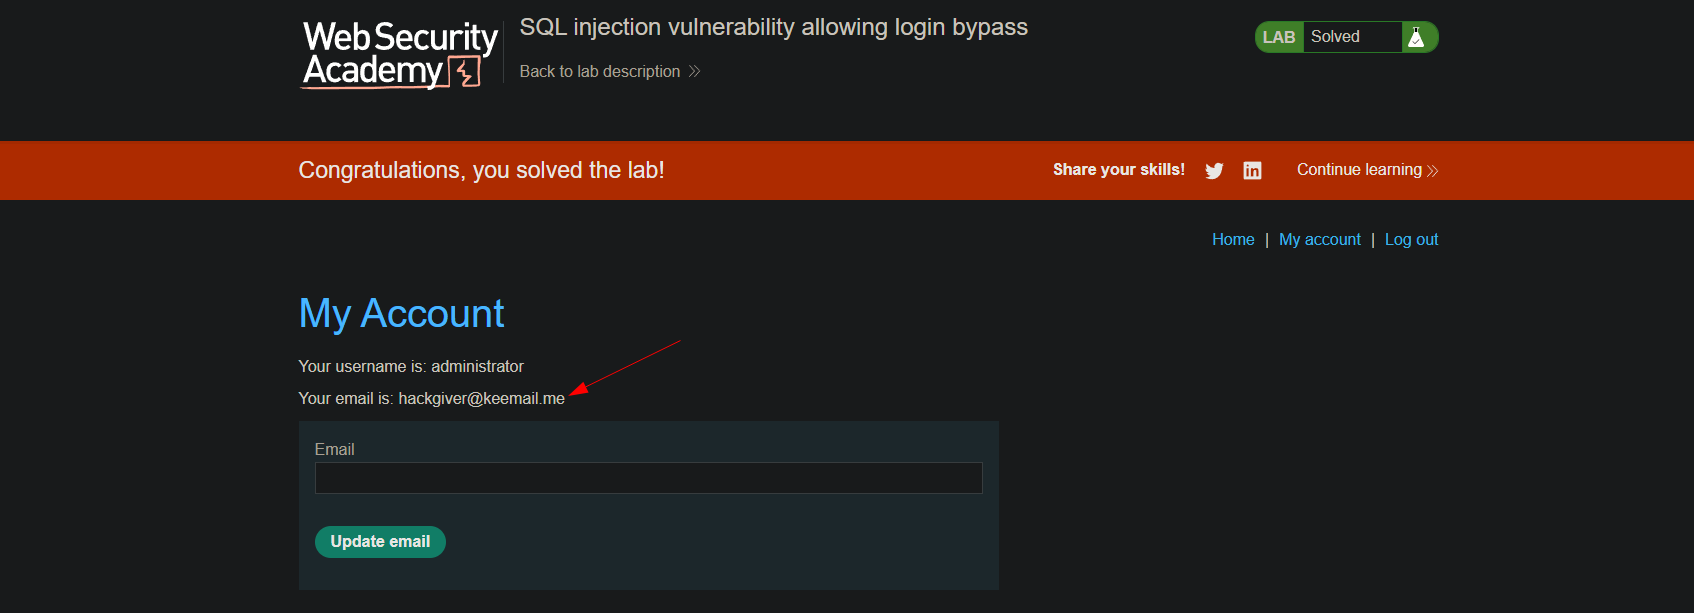 Web Security
Academy
SQL injection vulnerability allowing login bypass
Back to lab description
LAB Solved
Congratulations, you solved the lab!
Share your skills!
Continue learning
Home | My account | Log out
My Account
Your username is: administrator
Your email is: hackgiver@keemail.me
Email
Update email